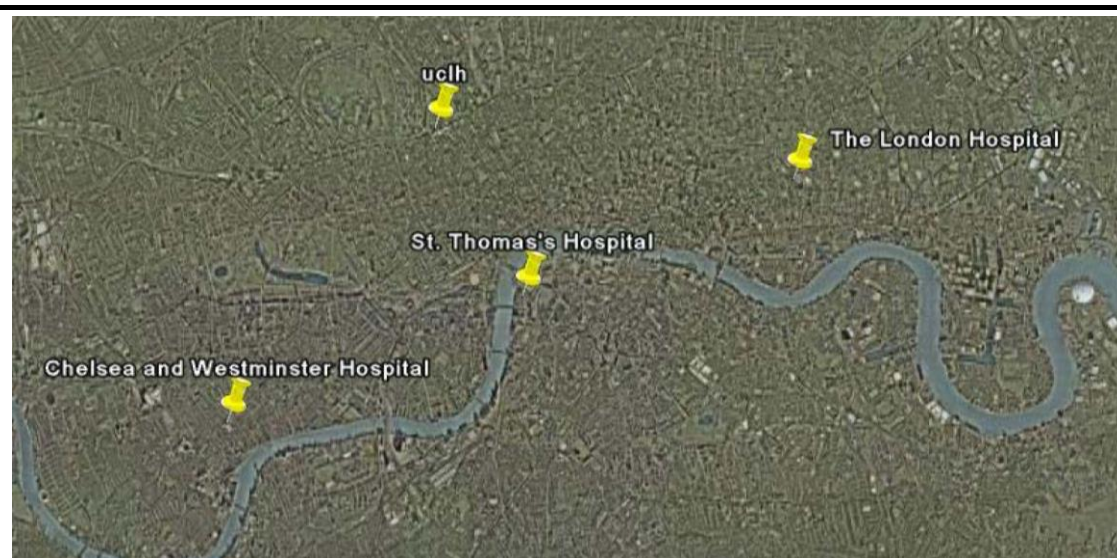 uclh
The London Hospital
St. Thomas's Hospital
Chelsea and Westminster Hospital